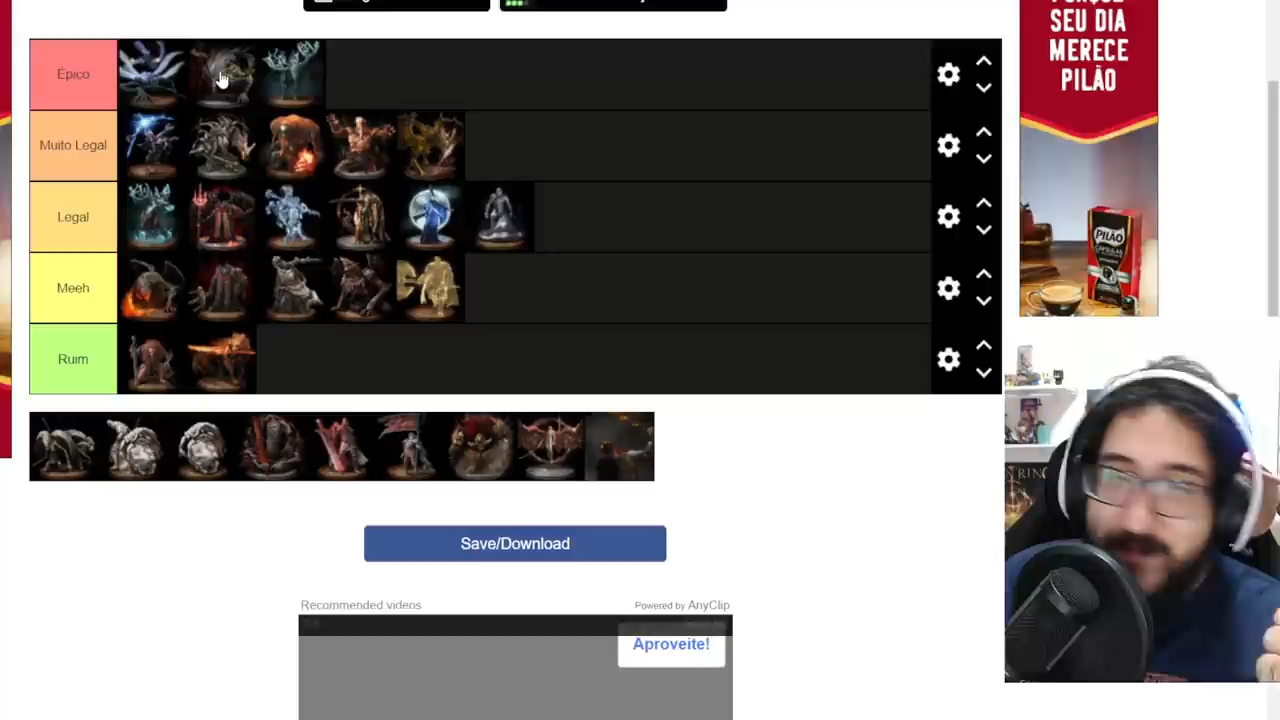 SEU DIA
MERECE
PILÃO
Épico
Muito Legal
Legal
Meeh
Ruim
PILÃO
Save/Download
Recommended videos
Powered by AnyClip
Aproveite!